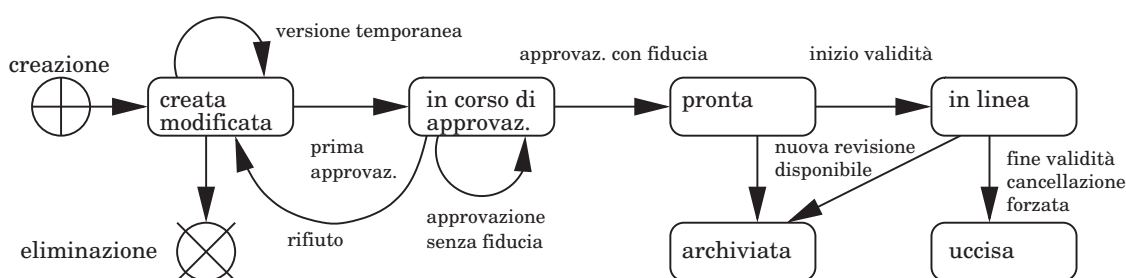 versione temporanea
creazione
approvaz. con fiducia
inizio validità
creata
modificata
in corso di
approvaz.
pronta
in linea
prima
approvaz.
nuova revisione
disponibile
fine validità
cancellazione
forzata
rifiuto
approvazione
senza fiducia
eliminazione
archiviata
uccisa